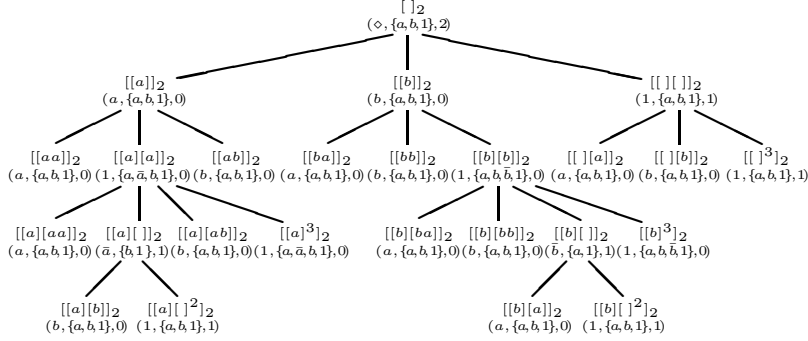 [ ]₂
(⋄,{a,b,1},2)
[[a]]₂ [[b]]₂ [[ ][ ]]₂
(a,{a,b,1},0) (b,{a,b,1},0) (1,{a,b,1},1)
[[aa]]₂ [[a][a]]₂ [[ab]]₂ [[ba]]₂ [[bb]]₂ [[b][b]]₂ [[ ][a]]₂ [[ ][b]]₂ [[ ]³]₂
(a,{a,b,1},0) (1,{a,ā,b,1},0) (b,{a,b,1},0) (a,{a,b,1},0) (b,{a,b,1},0) (1,{a,b,b̄,1},0) (a,{a,b,1},0) (b,{a,b,1},0) (1,{a,b,1},1)
[[a][aa]]₂ [[a][ ]]₂ [[a][ab]]₂ [[a]³]₂ [[b][ba]]₂ [[b][bb]]₂ [[b][ ]]₂ [[b]³]₂
(a,{a,b,1},0) (ā,{b,1},1) (b,{a,b,1},0) (1,{a,ā,b,1},0) (a,{a,b,1},0) (b,{a,b,1},0) (b̄,{a,1},1) (1,{a,b,b̄,1},0)
[[a][b]]₂ [[a][ ]²]₂ [[b][a]]₂ [[b][ ]²]₂
(b,{a,b,1},0) (1,{a,b,1},1) (a,{a,b,1},0) (1,{a,b,1},1)